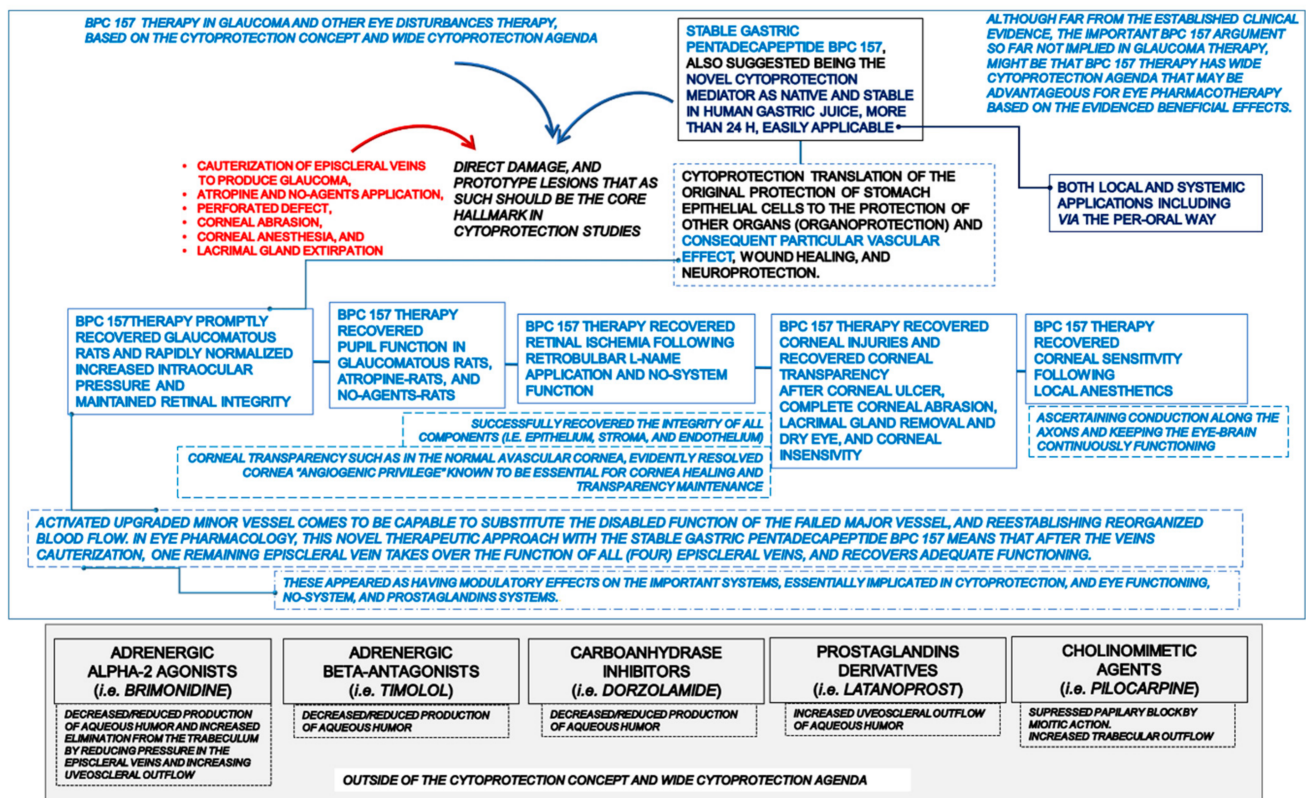 BPC 157 THERAPY IN GLAUCOMA AND OTHER EYE DISTURBANCES THERAPY,
BASED ON THE CYTOPROTECTION CONCEPT AND WIDE CYTOPROTECTION AGENDA
STABLE GASTRIC
PENTADECAPEPTIDE BPC 157,
ALSO SUGGESTED BEING THE
NOVEL CYTOPROTECTION
MEDIATOR AS NATIVE AND STABLE
IN HUMAN GASTRIC JUICE, MORE
THAN 24 H, EASILY APPLICABLE
ALTHOUGH FAR FROM THE ESTABLISHED CLINICAL
EVIDENCE, THE IMPORTANT BPC 157 ARGUMENT
SO FAR NOT IMPLIED IN GLAUCOMA THERAPY,
MIGHT BE THAT BPC 157 THERAPY HAS WIDE
CYTOPROTECTION AGENDA THAT MAY BE
ADVANTAGEOUS FOR EYE PHARMACOTHERAPY
BASED ON THE EVIDENCED BENEFICIAL EFFECTS.
• CAUTERIZATION OF EPISCLERAL VEINS
TO PRODUCE GLAUCOMA,
• ATROPINE AND NO-AGENTS APPLICATION,
• PERFORATED DEFECT,
• CORNEAL ABRASION,
• CORNEAL ANESTHESIA, AND
• LACRIMAL GLAND EXTIRPATION
DIRECT DAMAGE, AND
PROTOTYPE LESIONS THAT AS
SUCH SHOULD BE THE CORE
HALLMARK IN
CYTOPROTECTION STUDIES
CYTOPROTECTION TRANSLATION OF THE
ORIGINAL PROTECTION OF STOMACH
EPITHELIAL CELLS TO THE PROTECTION OF
OTHER ORGANS (ORGANOPROTECTION) AND
CONSEQUENT PARTICULAR VASCULAR
EFFECT, WOUND HEALING, AND
NEUROPROTECTION.
BOTH LOCAL AND SYSTEMIC
APPLICATIONS INCLUDING
VIA THE PER-ORAL WAY
BPC 157THERAPY PROMPTLY
RECOVERED GLAUCOMATOUS
RATS AND RAPIDLY NORMALIZED
INCREASED INTRAOCULAR
PRESSURE AND
MAINTAINED RETINAL INTEGRITY
BPC 157 THERAPY
RECOVERED
PUPIL FUNCTION IN
GLAUCOMATOUS RATS,
ATROPINE-RATS, AND
NO-AGENTS-RATS
BPC 157 THERAPY RECOVERED
RETINAL ISCHEMIA FOLLOWING
RETROBULBAR L-NAME
APPLICATION AND NO-SYSTEM
FUNCTION
BPC 157 THERAPY RECOVERED
CORNEAL INJURIES AND
RECOVERED CORNEAL
TRANSPARENCY
AFTER CORNEAL ULCER,
COMPLETE CORNEAL ABRASION,
LACRIMAL GLAND REMOVAL AND
DRY EYE, AND CORNEAL
INSENSIVITY
BPC 157 THERAPY
RECOVERED
CORNEAL SENSITIVITY
FOLLOWING
LOCAL ANESTHETICS
SUCCESSFULLY RECOVERED THE INTEGRITY OF ALL
COMPONENTS (I.E. EPITHELIUM, STROMA, AND ENDOTHELIUM)
ASCERTAINING CONDUCTION ALONG THE
AXONS AND KEEPING THE EYE-BRAIN
CONTINUOUSLY FUNCTIONING
CORNEAL TRANSPARENCY SUCH AS IN THE NORMAL AVASCULAR CORNEA, EVIDENTLY RESOLVED
CORNEA "ANGIOGENIC PRIVILEGE" KNOWN TO BE ESSENTIAL FOR CORNEA HEALING AND
TRANSPARENCY MAINTENANCE
ACTIVATED UPGRADED MINOR VESSEL COMES TO BE CAPABLE TO SUBSTITUTE THE DISABLED FUNCTION OF THE FAILED MAJOR VESSEL, AND REESTABLISHING REORGANIZED
BLOOD FLOW. IN EYE PHARMACOLOGY, THIS NOVEL THERAPEUTIC APPROACH WITH THE STABLE GASTRIC PENTADECAPEPTIDE BPC 157 MEANS THAT AFTER THE VEINS
CAUTERIZATION, ONE REMAINING EPISCLERAL VEIN TAKES OVER THE FUNCTION OF ALL (FOUR) EPISCLERAL VEINS, AND RECOVERS ADEQUATE FUNCTIONING.
THESE APPEARED AS HAVING MODULATORY EFFECTS ON THE IMPORTANT SYSTEMS, ESSENTIALLY IMPLICATED IN CYTOPROTECTION, AND EYE FUNCTIONING,
NO-SYSTEM, AND PROSTAGLANDINS SYSTEMS.
ADRENERGIC
ALPHA-2 AGONISTS
(i.e. BRIMONIDINE)
DECREASED/REDUCED PRODUCTION
OF AQUEOUS HUMOR AND INCREASED
ELIMINATION FROM THE TRABECULUM
BY REDUCING PRESSURE IN THE
EPISCLERAL VEINS AND INCREASING
UVEOSCLERAL OUTFLOW
ADRENERGIC
BETA-ANTAGONISTS
(i.e. TIMOLOL)
DECREASED/REDUCED PRODUCTION
OF AQUEOUS HUMOR
CARBOANHYDRASE
INHIBITORS
(i.e. DORZOLAMIDE)
DECREASED/REDUCED PRODUCTION
OF AQUEOUS HUMOR
PROSTAGLANDINS
DERIVATIVES
(i.e. LATANOPROST)
INCREASED UVEOSCLERAL OUTFLOW
OF AQUEOUS HUMOR
CHOLINOMIMETIC
AGENTS
(i.e. PILOCARPINE)
SUPRESSED PAPILARY BLOCK BY
MIOITIC ACTION.
INCREASED TRABECULAR OUTFLOW
OUTSIDE OF THE CYTOPROTECTION CONCEPT AND WIDE CYTOPROTECTION AGENDA